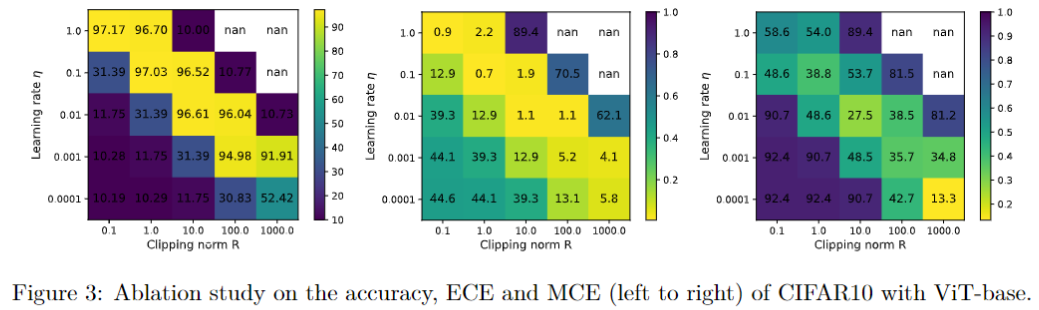 Learning rate η
1.0 97.17 96.70 10.00 nan nan
0.1 31.39 97.03 96.52 10.77 nan
0.01 11.75 31.39 96.61 96.04 10.73
0.001 10.28 11.75 31.39 94.98 91.91
0.0001 10.19 10.29 11.75 30.83 52.42
0.1 1.0 10.0 100.0 1000.0
Clipping norm R
90
80
70
60
50
40
30
20
10
Learning rate η
1.0 0.9 2.2 89.4 nan nan
0.1 12.9 0.7 1.9 70.5 nan
0.01 39.3 12.9 1.1 1.1 62.1
0.001 44.1 39.3 12.9 5.2 4.1
0.0001 44.6 44.1 39.3 13.1 5.8
0.1 1.0 10.0 100.0 1000.0
Clipping norm R
1.0
0.8
0.6
0.4
0.2
Learning rate η
1.0 58.6 54.0 89.4 nan nan
0.1 48.6 38.8 53.7 81.5 nan
0.01 90.7 48.6 27.5 38.5 81.2
0.001 92.4 90.7 48.5 35.7 34.8
0.0001 92.4 92.4 90.7 42.7 13.3
0.1 1.0 10.0 100.0 1000.0
Clipping norm R
1.0
0.9
0.8
0.7
0.6
0.5
0.4
0.3
0.2
Figure 3: Ablation study on the accuracy, ECE and MCE (left to right) of CIFAR10 with ViT-base.